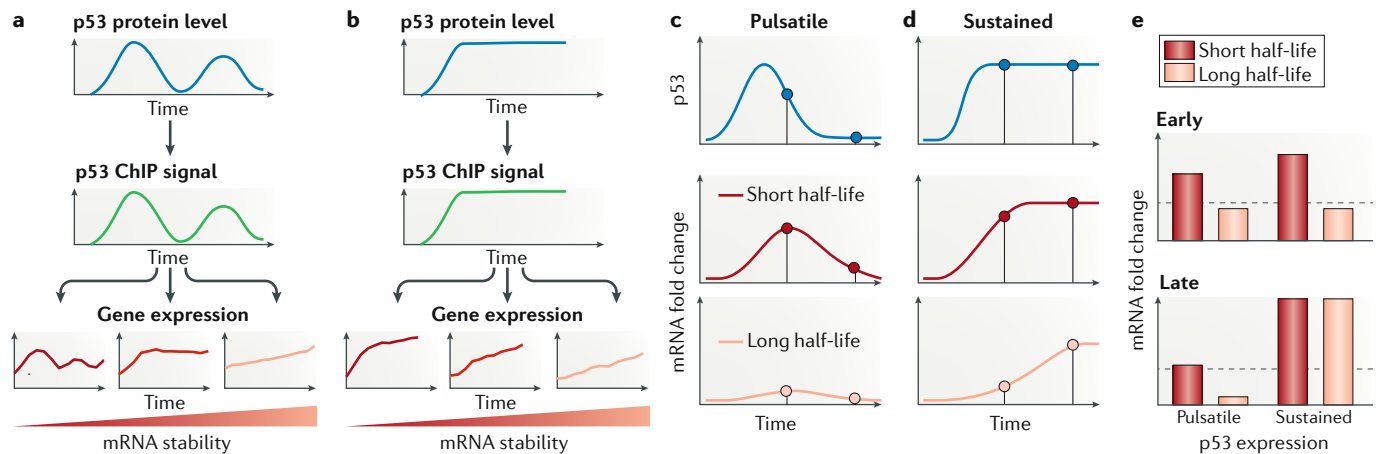 a
p53 protein level
Time
p53 ChIP signal
Time
Gene expression
Time
mRNA stability
b
p53 protein level
Time
p53 ChIP signal
Time
Gene expression
Time
mRNA stability
c
Pulsatile
p53
mRNA fold change
Short half-life
Long half-life
Time
d
Sustained
Time
e
Short half-life
Long half-life
Early
mRNA fold change
Late
Pulsatile
Sustained
p53 expression